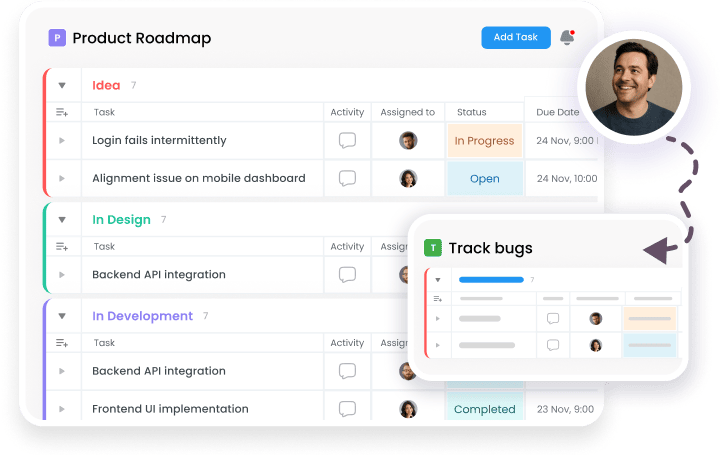 P Product Roadmap Add Task
Idea 7
Task Activity Assigned to Status Due Date
Login fails intermittently In Progress 24 Nov, 9:00
Alignment issue on mobile dashboard Open 24 Nov, 10:00
In Design 7
Task Activity
Backend API integration
T Track bugs
7
In Development 7
Task Activity
Backend API integration
Frontend UI implementation Completed 23 Nov, 9:00